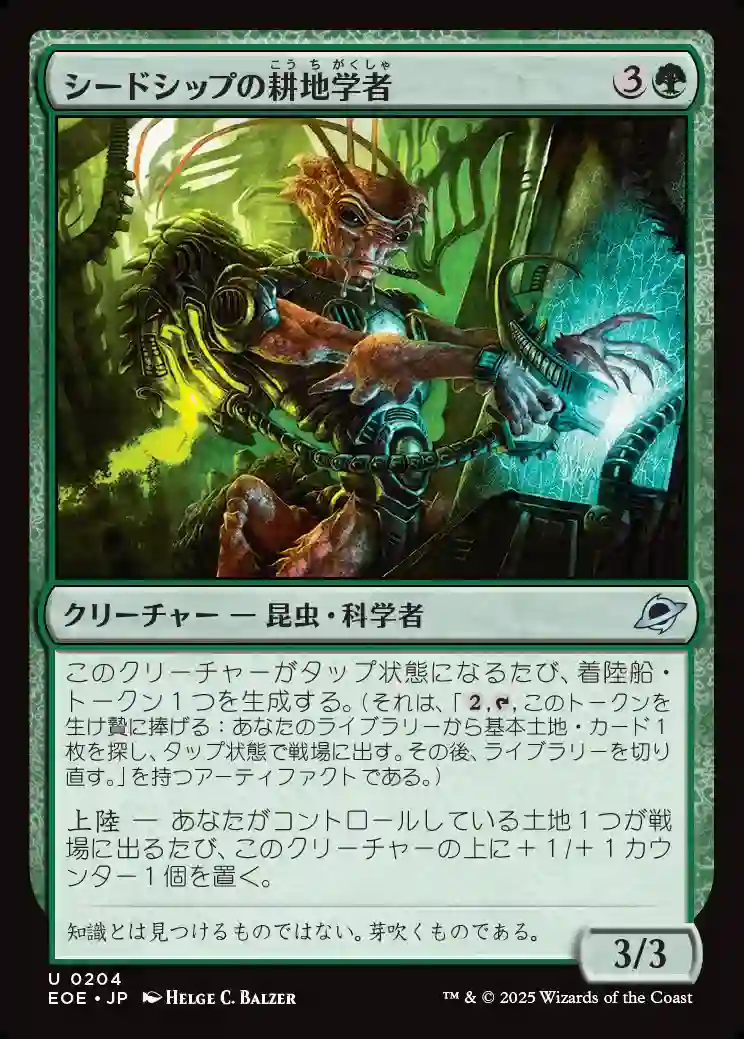 こうちがくしゃ
シードシップの耕地学者 3
クリーチャー — 昆虫・科学者
このクリーチャーがタップ状態になるたび、着陸船・
トークン1つを生成する。(それは、「2, , このトークンを
生け贄に捧げる:あなたのライブラリーから基本土地・カード1
枚を探し、タップ状態で戦場に出す。その後、ライブラリーを切り
直す。」を持つアーティファクトである。)
上陸 — あなたがコントロールしている土地1つが戦
場に出るたび、このクリーチャーの上に+1/+1カウ
ンター1個を置く。
知識とは見つけるものではない。芽吹くものである。
3/3
U 0204
EOE • JP HELGE C. BALZER
™ & © 2025 Wizards of the Coast